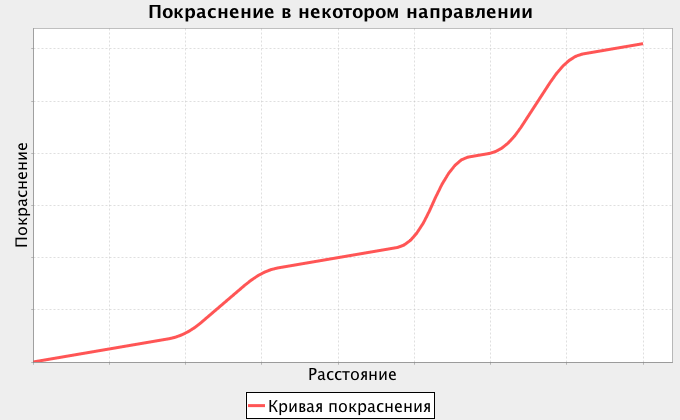 Покраснение в некотором направлении
Покраснение
Расстояние
Кривая покраснения